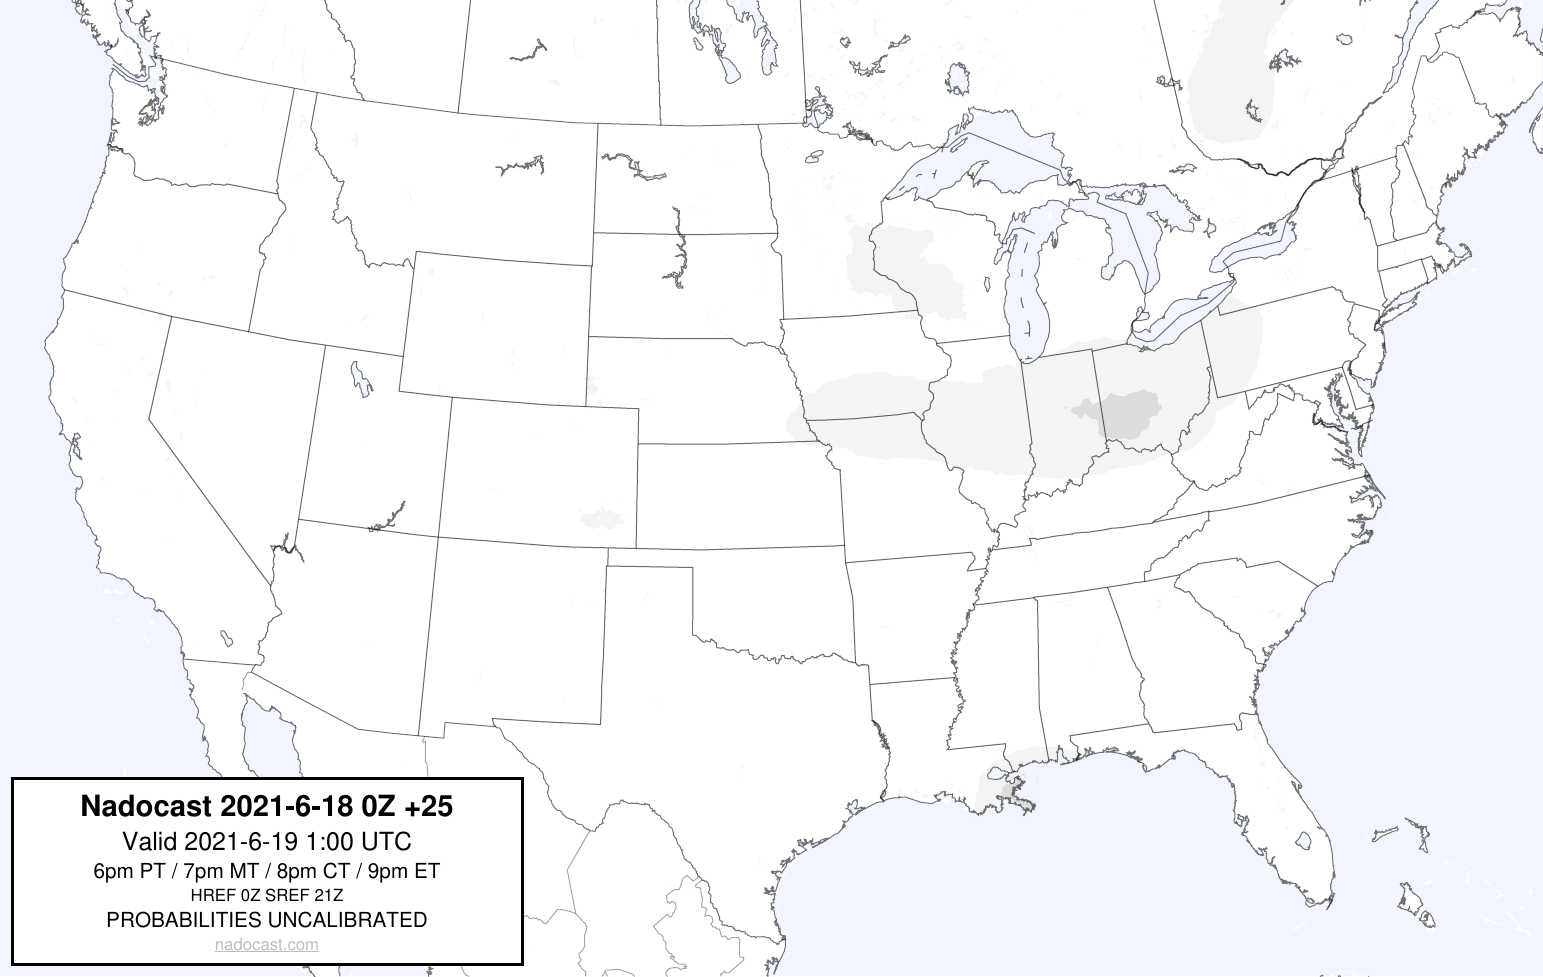 Nadocast 2021-6-18 0Z +25
Valid 2021-6-19 1:00 UTC
6pm PT / 7pm MT / 8pm CT / 9pm ET
HREF 0Z SREF 21Z
PROBABILITIES UNCALIBRATED
nadocast.com